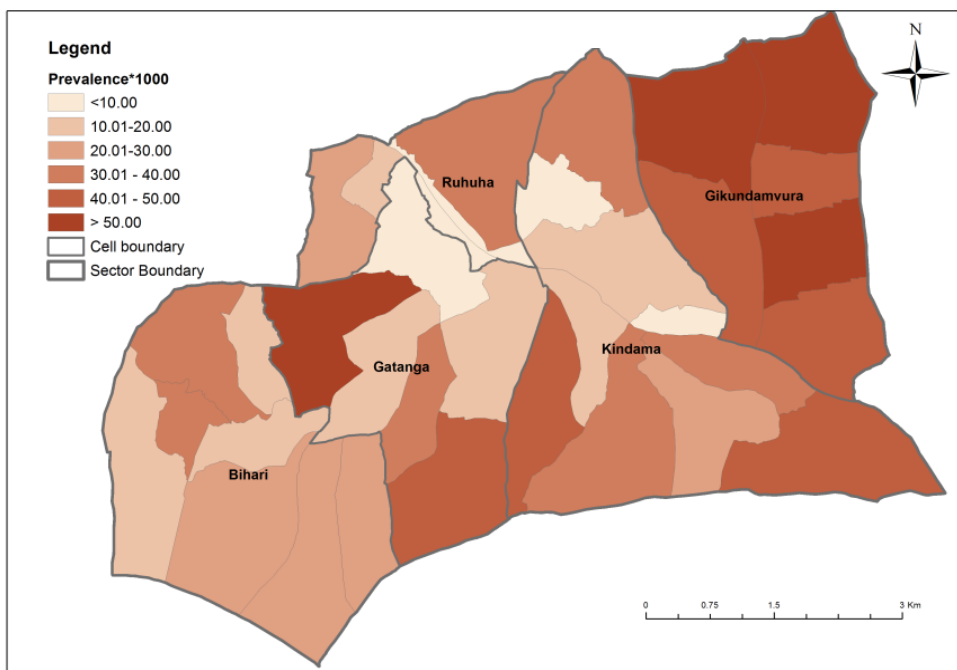 Legend
Prevalence*1000
<10.00
10.01-20.00
20.01-30.00
30.01 - 40.00
40.01 - 50.00
> 50.00
Cell boundary
Sector Boundary
N
Ruhuha
Gikundamvura
Kindama
Gatanga
Bihari
0 0.75 1.5 3 Km